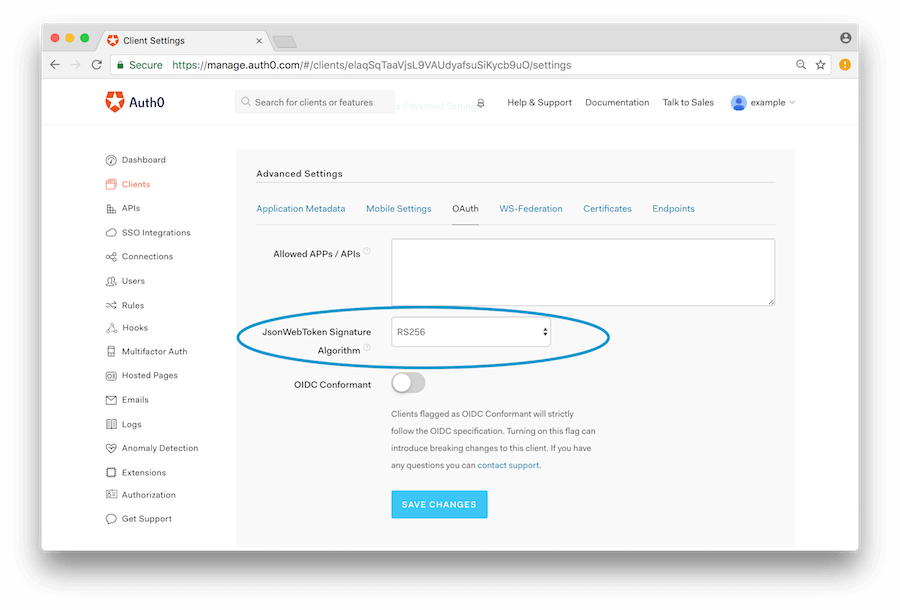 Client Settings
Secure https://manage.auth0.com/#/clients/elaqSqTaaVjsL9VAUdyafsuSiKycb9uO/settings
Auth0
Search for clients or features
Advanced Setting
Help & Support
Documentation
Talk to Sales
example
Dashboard
Clients
APIs
SSO Integrations
Connections
Users
Rules
Hooks
Multifactor Auth
Hosted Pages
Emails
Logs
Anomaly Detection
Extensions
Authorization
Get Support
Advanced Settings
Application Metadata
Mobile Settings
OAuth
WS-Federation
Certificates
Endpoints
Allowed APPs / APIs
JsonWebToken Signature
Algorithm
RS256
OIDC Conformant
Clients flagged as OIDC Conformant will strictly
follow the OIDC specification. Turning on this flag can
introduce breaking changes to this client. If you have
any questions you can contact support.
SAVE CHANGES